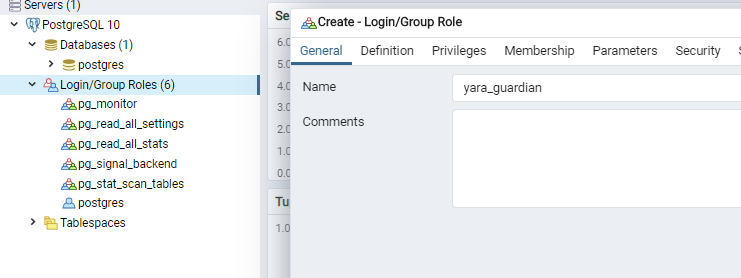 Servers (1)
PostgreSQL 10
Databases (1)
postgres
Login/Group Roles (6)
pg_monitor
pg_read_all_settings
pg_read_all_stats
pg_signal_backend
pg_stat_scan_tables
postgres
Tablespaces
Se
6.0
5.0
4.0
3.0
2.0
1.0
0.0
Tu
1.0
Create - Login/Group Role
General Definition Privileges Membership Parameters Security S
Name yara_guardian
Comments